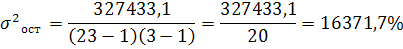 σ²ост = 327433,1 / (23 − 1)(3 − 1) = 327433,1 / 20 = 16371,7%